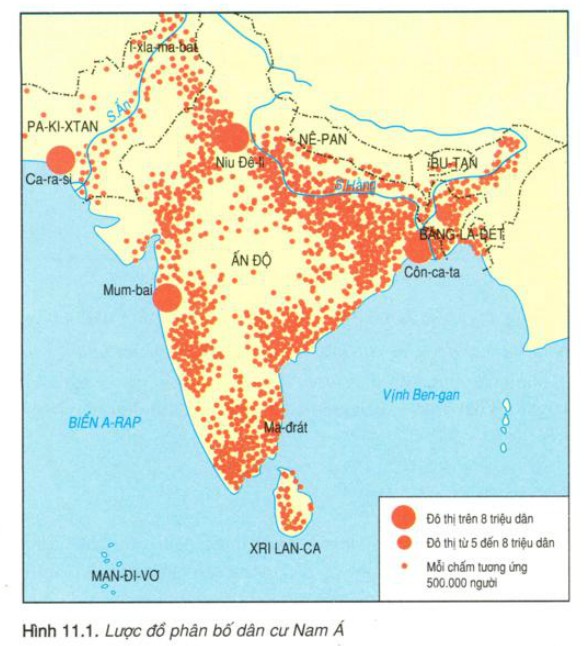 I-xla-ma-bat
S.Ấn
PA-KI-XTAN
NÊ-PAN
Niu Đê-li
BU-TAN
Ca-ra-si
S.Hằng
BĂNG-LA-ĐÉT
ẤN ĐỘ
Côn-ca-ta
Mum-bai
Vịnh Ben-gan
BIỂN A-RAP
Ma-đrát
Đô thị trên 8 triệu dân
Đô thị từ 5 đến 8 triệu dân
Mỗi chấm tương ứng
500.000 người
XRI LAN-CA
MAN-ĐI-VƠ
Hình 11.1. Lược đồ phân bố dân cư Nam Á